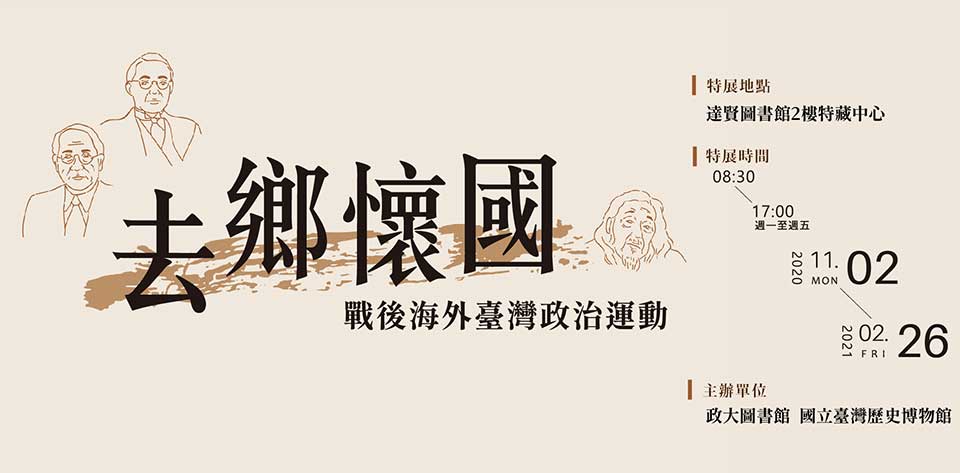 去鄉懷國
戰後海外臺灣政治運動
特展地點
達賢圖書館2樓特藏中心
特展時間
08:30
17:00
週一至週五
2020 11. MON 02
2021 02. FRI 26
主辦單位
政大圖書館 國立臺灣歷史博物館